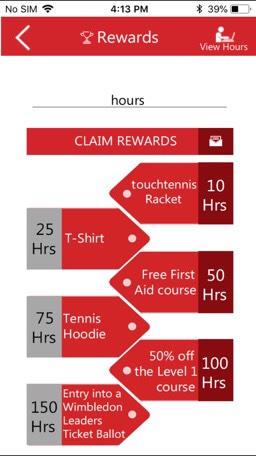 No SIM 4:13 PM 39%
Rewards
View Hours
hours
CLAIM REWARDS
touchtennis
Racket
10
Hrs
25
Hrs
T-Shirt
Free First
Aid course
50
Hrs
75
Hrs
Tennis
Hoodie
50% off
the Level 1
course
100
Hrs
150
Hrs
Entry into a
Wimbledon
Leaders
Ticket Ballot